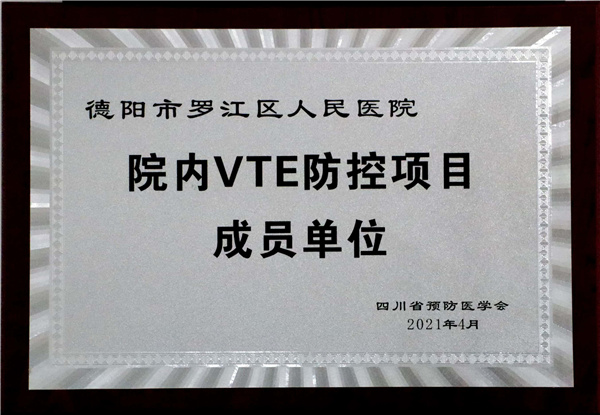 德阳市罗江区人民医院
院内VTE防控项目
成员单位
四川省预防医学会
2021年4月